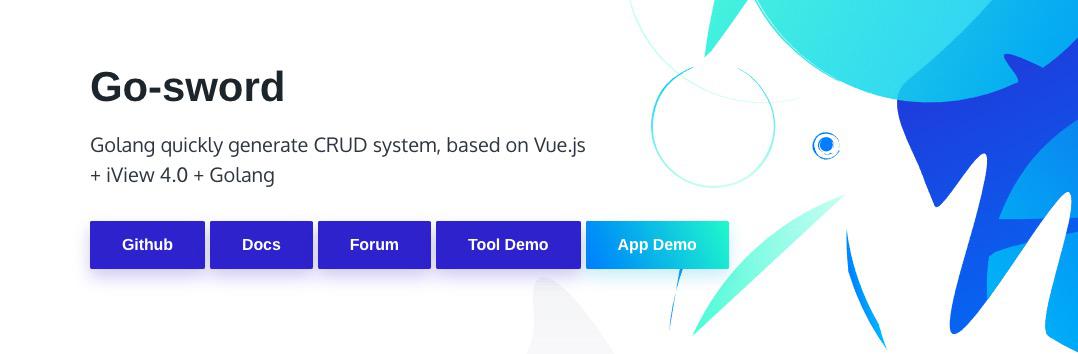 Go-sword
Golang quickly generate CRUD system, based on Vue.js
+ iView 4.0 + Golang
Github Docs Forum Tool Demo App Demo